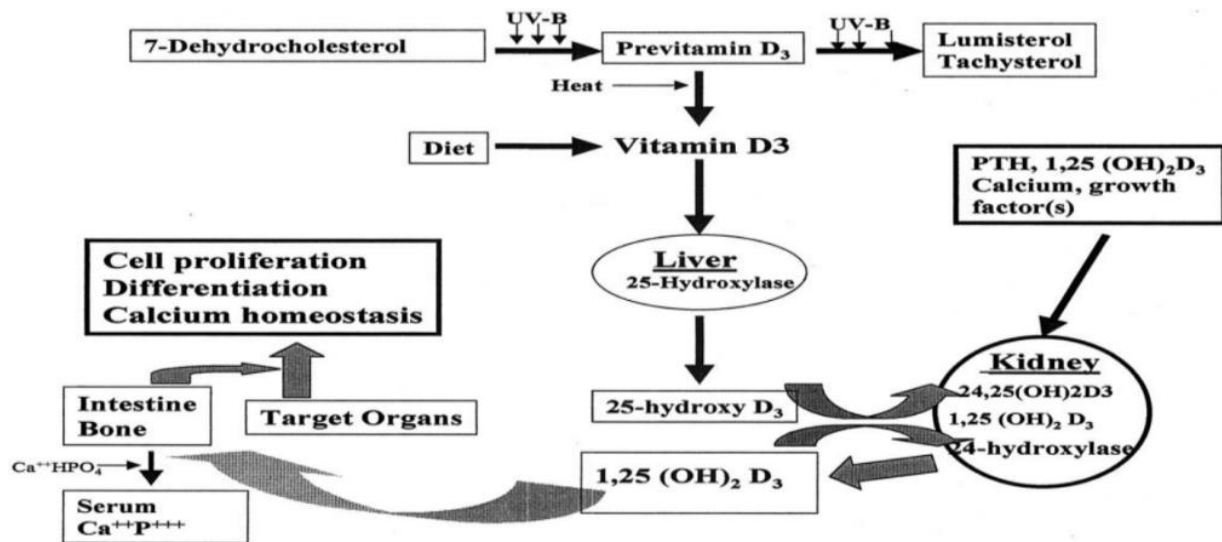 UV-B
UV-B
7-Dehydrocholesterol
Previtamin D₃
Lumisterol
Tachysterol
Heat
Diet
Vitamin D3
PTH, 1,25 (OH)₂D₃
Calcium, growth
factor(s)
Liver
25-Hydroxylase
Cell proliferation
Differentiation
Calcium homeostasis
Kidney
24,25(OH)2D3
1,25 (OH)₂ D₃
24-hydroxylase
25-hydroxy D₃
Intestine
Bone
Target Organs
Ca⁺⁺HPO₄
1,25 (OH)₂ D₃
Serum
Ca⁺⁺P⁺⁺⁺